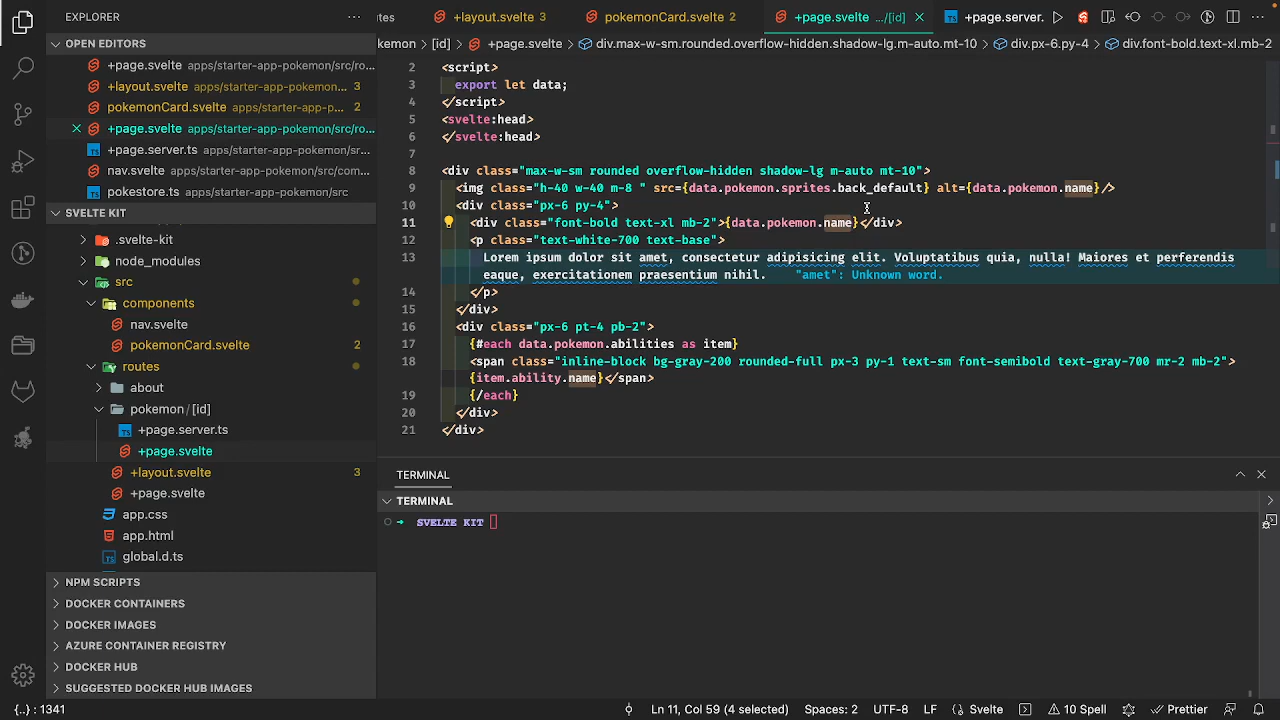 EXPLORER
OPEN EDITORS
+page.svelte apps/starter-app-pokemon/src/ro...
+layout.svelte apps/starter-app-pokemon... 3
pokemonCard.svelte apps/starter-app-p... 2
+page.svelte apps/starter-app-pokemon/src/ro...
+page.server.ts apps/starter-app-pokemon/sr...
nav.svelte apps/starter-app-pokemon/src/com...
pokestore.ts apps/starter-app-pokemon/src
SVELTE KIT
.svelte-kit
node_modules
src
components
nav.svelte
pokemonCard.svelte 2
routes
about
pokemon/[id]
+page.server.ts
+page.svelte
+layout.svelte 3
+page.svelte
app.css
app.html
global.d.ts
NPM SCRIPTS
DOCKER CONTAINERS
DOCKER IMAGES
AZURE CONTAINER REGISTRY
DOCKER HUB
SUGGESTED DOCKER HUB IMAGES
utes +layout.svelte 3 pokemonCard.svelte 2 +page.svelte .../[id] +page.server.
okemon > [id] > +page.svelte > div.max-w-sm.rounded.overflow-hidden.shadow-lg.m-auto.mt-10 > div.px-6.py-4 > div.font-bold.text-xl.mb-2
2 <script>
3 export let data;
4 </script>
5 <svelte:head>
6 </svelte:head>
7
8 <div class="max-w-sm rounded overflow-hidden shadow-lg m-auto mt-10">
9 <img class="h-40 w-40 m-8 " src={data.pokemon.sprites.back_default} alt={data.pokemon.name}/>
10 <div class="px-6 py-4">
11 <div class="font-bold text-xl mb-2">{data.pokemon.name}</div>
12 <p class="text-white-700 text-base">
13 Lorem ipsum dolor sit amet, consectetur adipisicing elit. Voluptatibus quia, nulla! Maiores et perferendis
eaque, exercitationem presentium nihil. "amet": Unknown word.
14 </p>
15 </div>
16 <div class="px-6 pt-4 pb-2">
17 {#each data.pokemon.abilities as item}
18 <span class="inline-block bg-gray-200 rounded-full px-3 py-1 text-sm font-semibold text-gray-700 mr-2 mb-2">
{item.ability.name}</span>
19 {/each}
20 </div>
21 </div>
TERMINAL
TERMINAL
SVELTE KIT
{..} : 1341 Ln 11, Col 59 (4 selected) Spaces: 2 UTF-8 LF {} Svelte 10 Spell Prettier